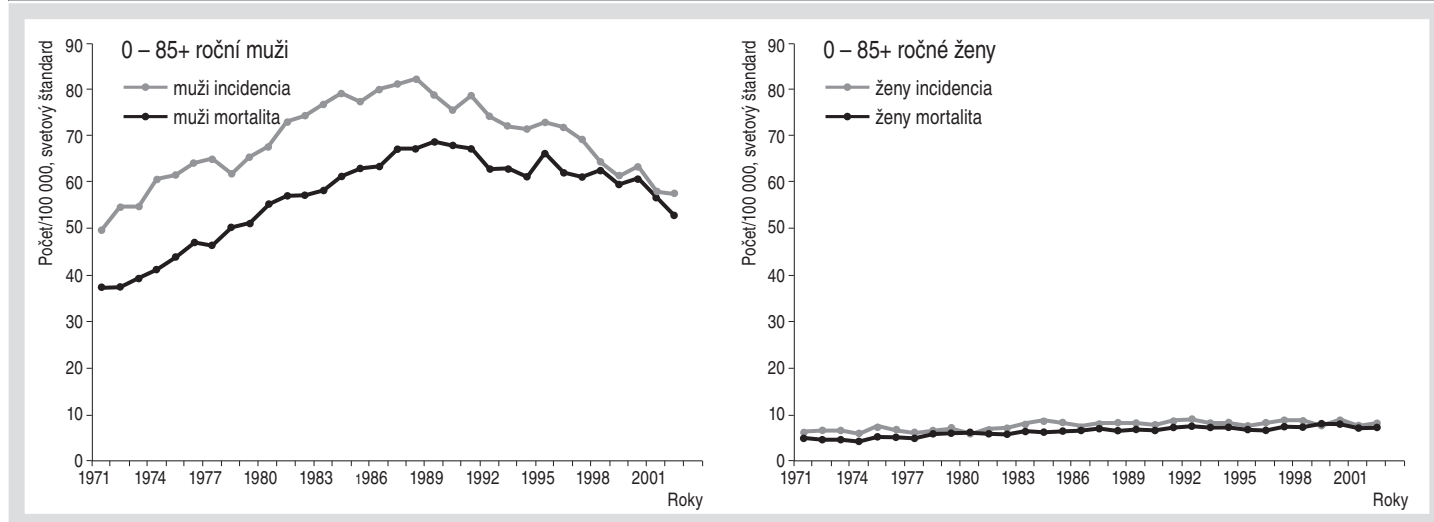 0 – 85+ roční muži
muži incidencia
muži mortalita
Počet/100 000, svetový štandard
90
80
70
60
50
40
30
20
10
0
1971 1974 1977 1980 1983 1986 1989 1992 1995 1998 2001
Roky
0 – 85+ ročné ženy
ženy incidencia
ženy mortalita
Počet/100 000, svetový štandard
90
80
70
60
50
40
30
20
10
0
1971 1974 1977 1980 1983 1986 1989 1992 1995 1998 2001
Roky